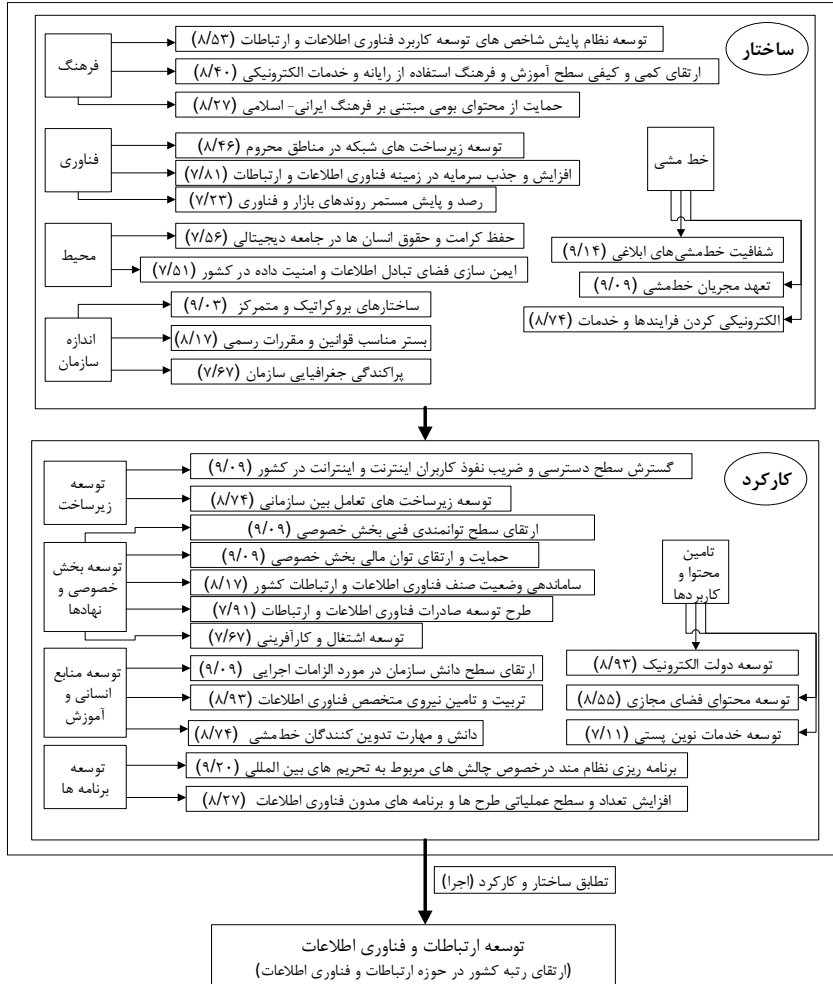 ساختار
فرهنگ
توسعه نظام پایش شاخص های توسعه کاربرد فناوری اطلاعات و ارتباطات (۸/۵۳)
ارتقای کمی و کیفی سطح آموزش و فرهنگ استفاده از رایانه و خدمات الکترونیکی (۸/۴۰)
حمایت از محتوای بومی مبتنی بر فرهنگ ایرانی- اسلامی (۸/۲۷)
فناوری
توسعه زیرساخت های شبکه در مناطق محروم (۸/۴۶)
افزایش و جذب سرمایه در زمینه فناوری اطلاعات و ارتباطات (۷/۸۱)
رصد و پایش مستمر روندهای بازار و فناوری (۷/۲۳)
محیط
حفظ کرامت و حقوق انسان ها در جامعه دیجیتالی (۷/۵۶)
ایمن سازی فضای تبادل اطلاعات و امنیت داده در کشور (۷/۵۱)
اندازه
سازمان
ساختارهای بروکراتیک و متمرکز (۹/۰۳)
بستر مناسب قوانین و مقررات رسمی (۸/۱۷)
پراکندگی جغرافیایی سازمان (۷/۶۷)
خط مشی
شفافیت خط‌مشی‌های ابلاغی (۹/۱۴)
تعهد مجریان خط‌مشی (۹/۰۹)
الکترونیکی کردن فرایندها و خدمات (۸/۷۴)
کارکرد
توسعه
زیرساخت
گسترش سطح دسترسی و ضریب نفوذ کاربران اینترنت و اینترانت در کشور (۹/۰۹)
توسعه زیرساخت های تعامل بین سازمانی (۸/۷۴)
توسعه بخش
خصوصی و
نهادها
ارتقای سطح توانمندی فنی بخش خصوصی (۹/۰۹)
حمایت و ارتقای توان مالی بخش خصوصی (۹/۰۹)
ساماندهی وضعیت صنف فناوری اطلاعات و ارتباطات کشور (۸/۱۷)
طرح توسعه صادرات فناوری اطلاعات و ارتباطات (۷/۹۱)
توسعه اشتغال و کارآفرینی (۷/۶۷)
توسعه منابع
انسانی و
آموزش
ارتقای سطح دانش سازمان در مورد الزامات اجرایی (۹/۰۹)
تربیت و تامین نیروی متخصص فناوری اطلاعات (۸/۹۳)
دانش و مهارت تدوین کنندگان خط‌مشی (۸/۷۴)
توسعه
برنامه ها
برنامه ریزی نظام مند درخصوص چالش های مربوط به تحریم های بین المللی (۹/۲۰)
افزایش تعداد و سطح عملیاتی طرح ها و برنامه های مدون فناوری اطلاعات (۸/۲۷)
تامین
محتوا و
کاربردها
توسعه دولت الکترونیک (۸/۹۳)
توسعه محتوای فضای مجازی (۸/۵۵)
توسعه خدمات نوین پستی (۷/۱۱)
تطابق ساختار و کارکرد (اجرا)
توسعه ارتباطات و فناوری اطلاعات
(ارتقای رتبه کشور در حوزه ارتباطات و فناوری اطلاعات)